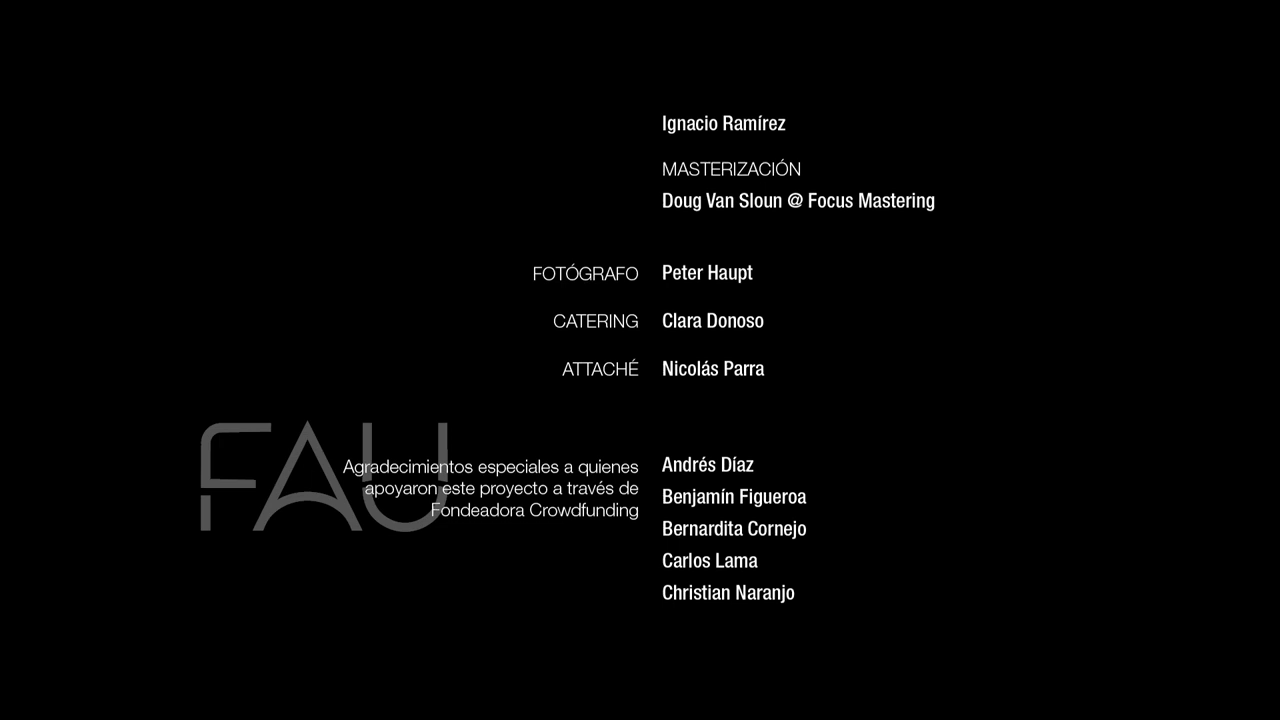 Ignacio Ramírez
MASTERIZACIÓN
Doug Van Sloun @ Focus Mastering
FOTÓGRAFO Peter Haupt
CATERING Clara Donoso
ATTACHÉ Nicolás Parra
FAU
Agradecimientos especiales a quienes
apoyaron este proyecto a través de
Fondeadora Crowdfunding
Andrés Díaz
Benjamín Figueroa
Bernardita Cornejo
Carlos Lama
Christian Naranjo